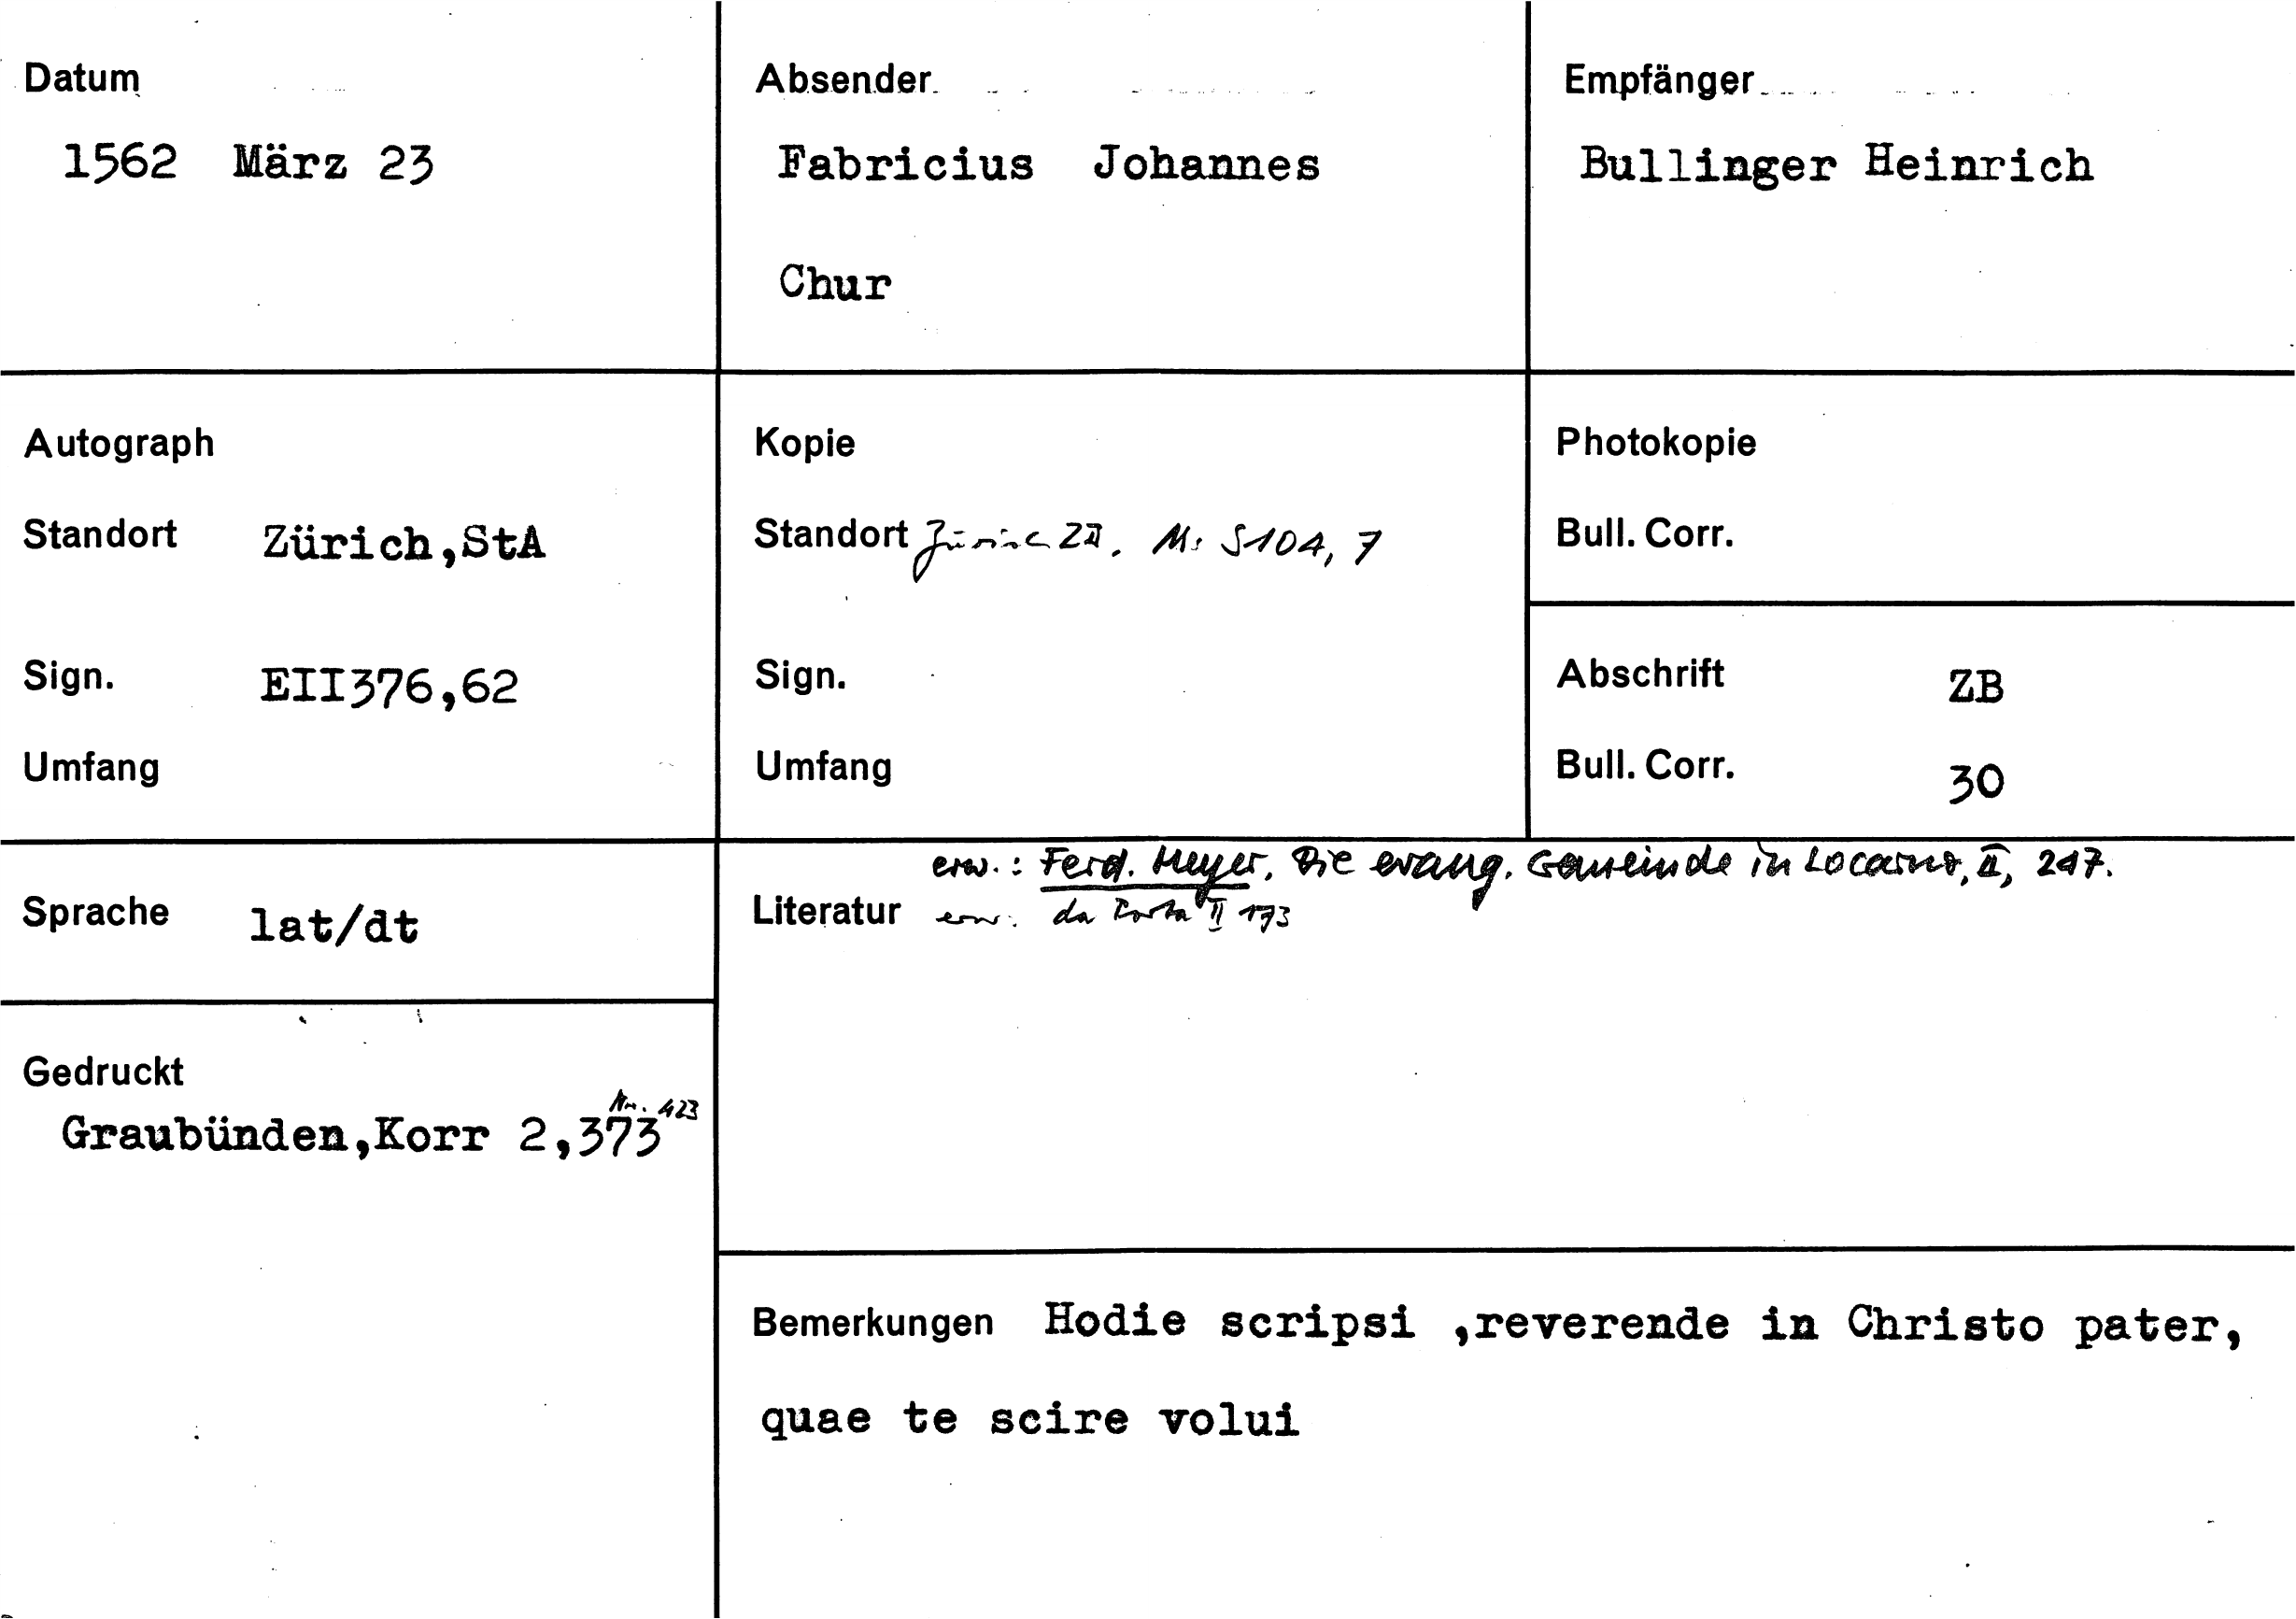 Datum
1562 März 23
Absender
Fabricius Johannes
Chur
Empfänger
Bullinger Heinrich
Autograph
Standort Zürich,StA
Sign. EII376,62
Umfang
Kopie
Standort Zürich ZB, Ms S 104, 7
Sign.
Umfang
Photokopie
Bull. Corr.
Abschrift ZB
Bull. Corr. 30
Sprache lat/dt
erw.: Ferd. Meyer, Die evang. Gemeinde in Locarno, II, 247.
Literatur erw. da Porta II 173
Gedruckt
Nr. 423
Graubünden,Korr 2,373
Bemerkungen Hodie scripsi ,reverende in Christo pater,
quae te scire volui